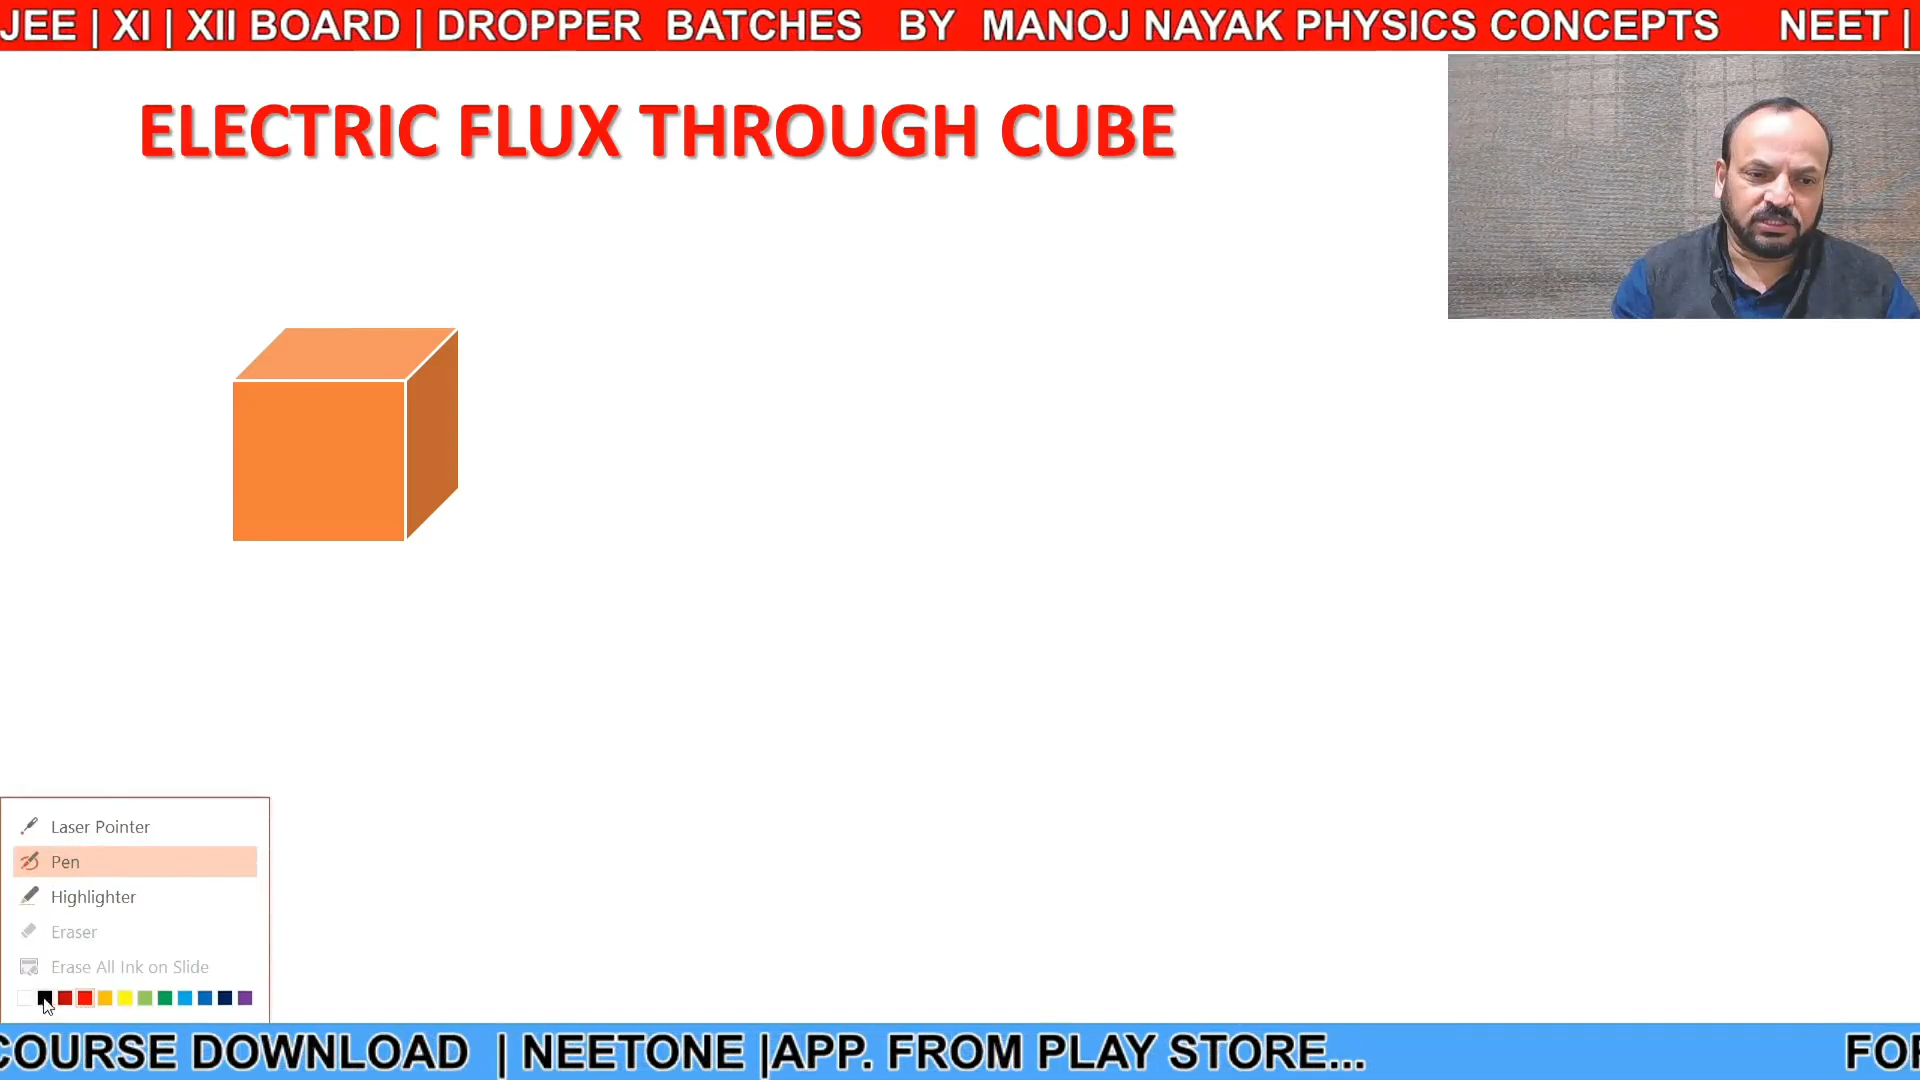 JEE | XI | XII BOARD | DROPPER BATCHES BY MANOJ NAYAK PHYSICS CONCEPTS NEET |
ELECTRIC FLUX THROUGH CUBE
Laser Pointer
Pen
Highlighter
Eraser
Erase All Ink on Slide
COURSE DOWNLOAD | NEETONE |APP. FROM PLAY STORE... FOR